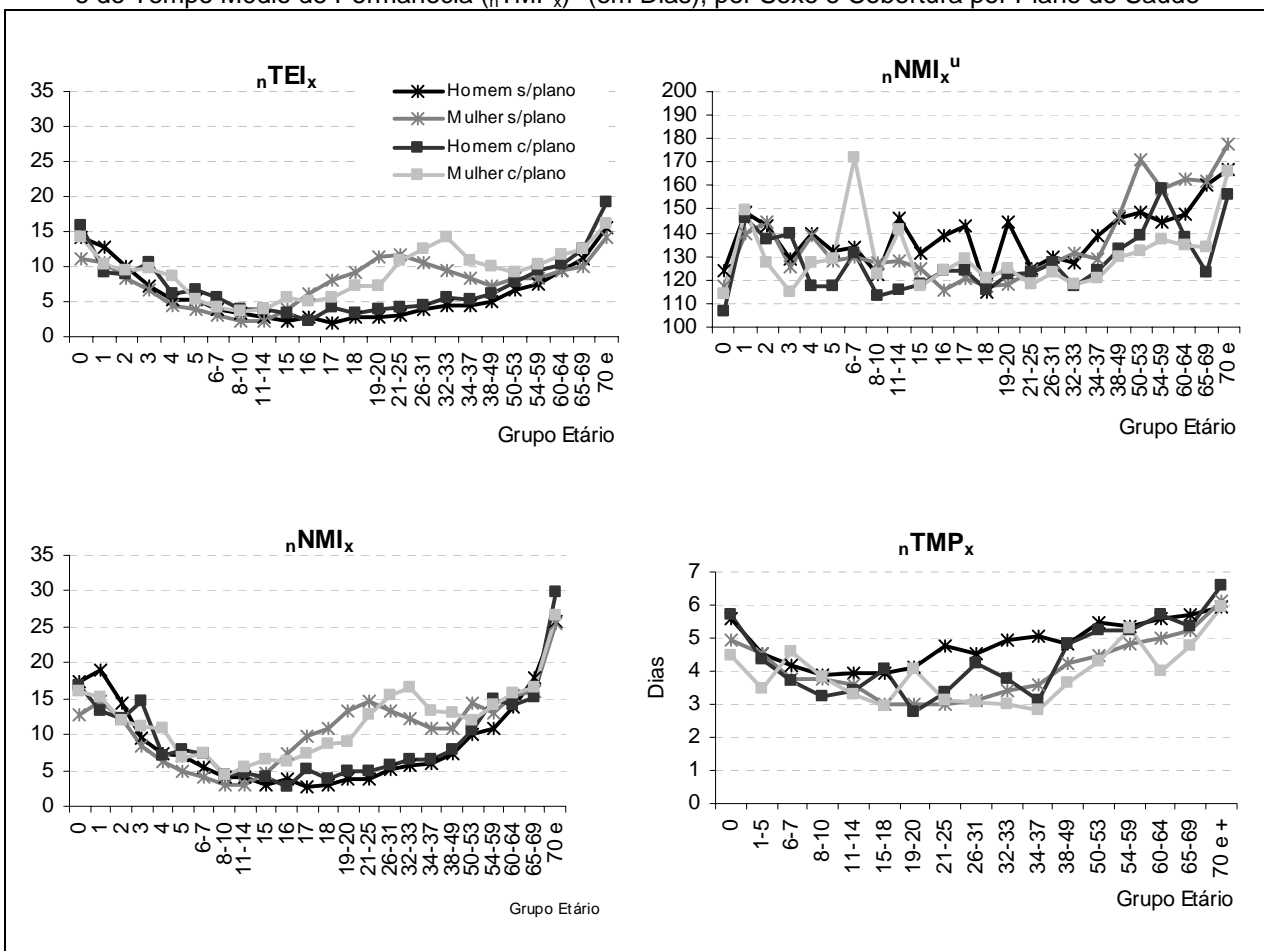 e do Tempo Médio de Permanêcia (nTMPx) (em Dias), por Sexo e Cobertura por Plano de Saúde
nTEIx
35
30
25
20
15
10
5
0
Homem s/plano
Mulher s/plano
Homem c/plano
Mulher c/plano
0 1 2 3 4 5 6-7 8-10 11-14 15 16 17 18 19-20 21-25 26-31 32-33 34-37 38-49 50-53 54-59 60-64 65-69 70 e
Grupo Etário
nNMIxu
200
190
180
170
160
150
140
130
120
110
100
0 1 2 3 4 5 6-7 8-10 11-14 15 16 17 18 19-20 21-25 26-31 32-33 34-37 38-49 50-53 54-59 60-64 65-69 70 e
Grupo Etário
nNMIx
35
30
25
20
15
10
5
0
0 1 2 3 4 5 6-7 8-10 11-14 15 16 17 18 19-20 21-25 26-31 32-33 34-37 38-49 50-53 54-59 60-64 65-69 70 e
Grupo Etário
nTMPx
Dias
7
6
5
4
3
2
1
0
0 1-5 6-7 8-10 11-14 15-18 19-20 21-25 26-31 32-33 34-37 38-49 50-53 54-59 60-64 65-69 70 e +
Grupo Etário